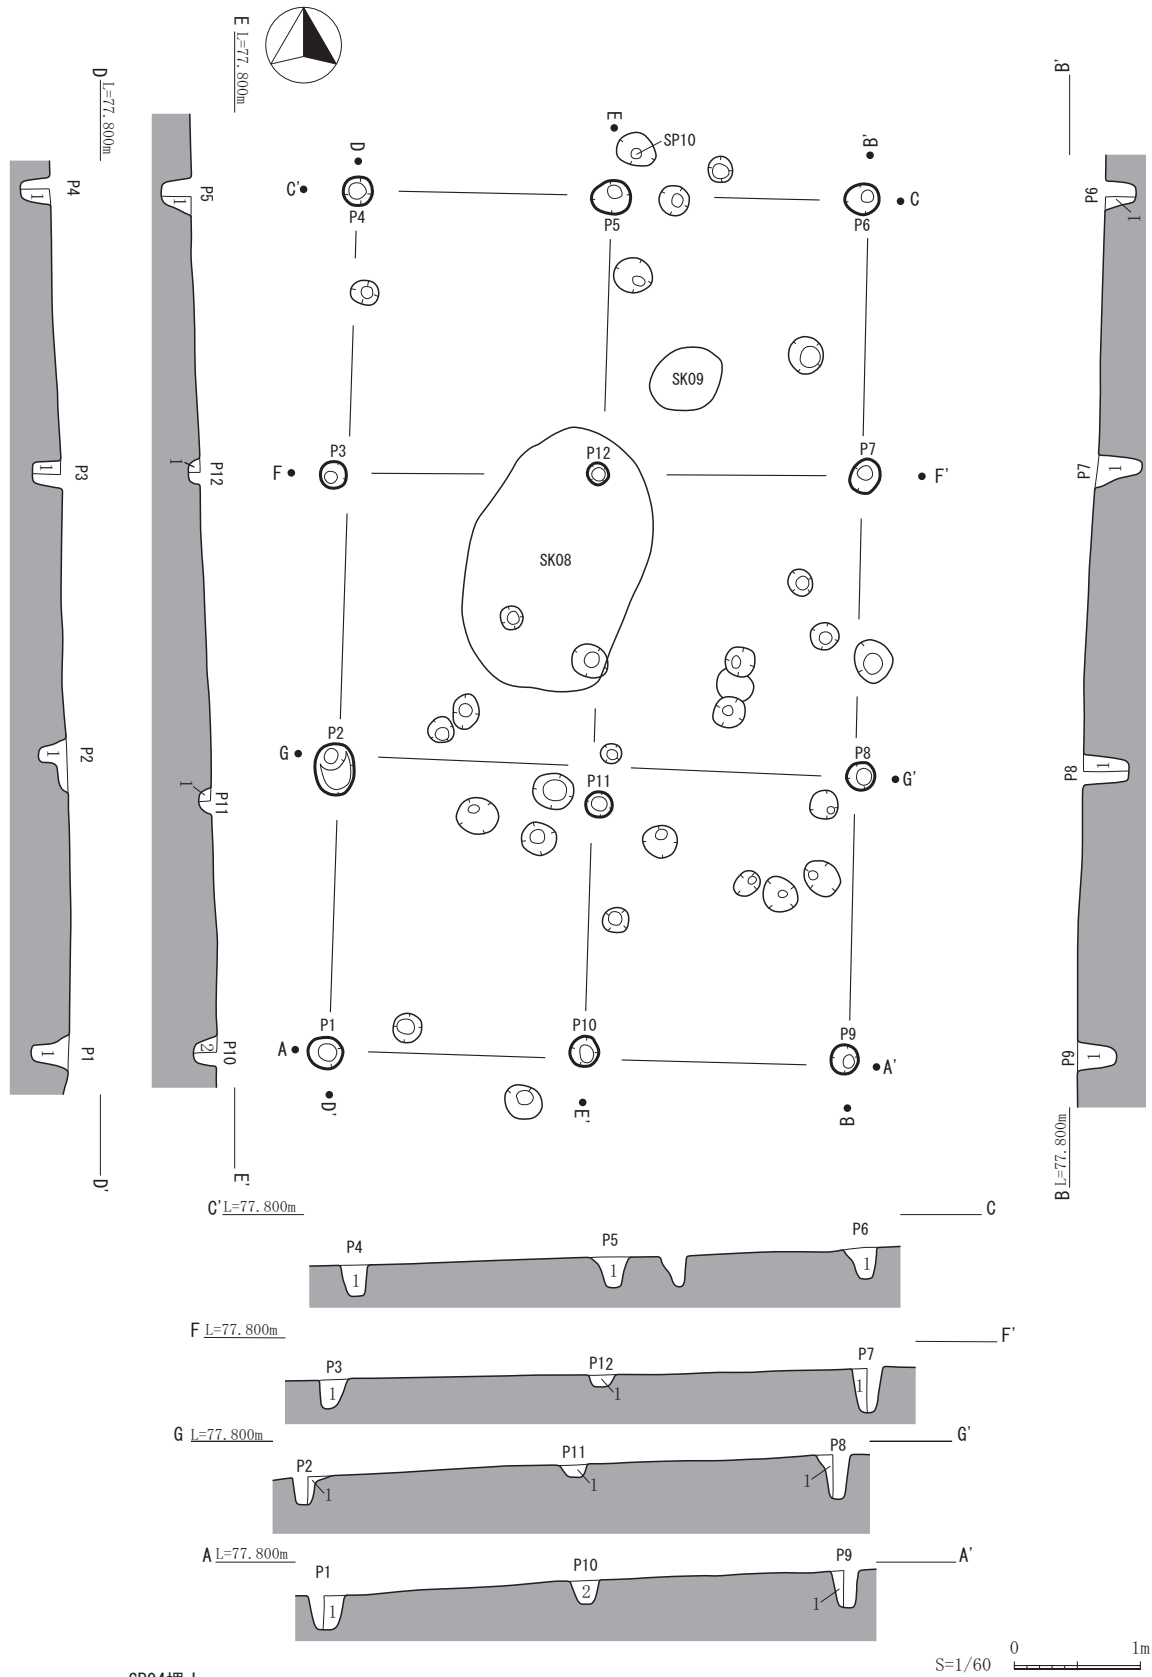 E L=77.800m
D L=77.800m
B'
E
SP10
D
B'
C'
C
P4
P5
P6
P4
P5
P6
1
1
1
SK09
P3
P12
P7
F
F'
P3
1
P12
1
P7
1
SK08
P2
P8
G
G'
P2
1
P11
P8
1
P11
1
P1
P10
P9
A
A'
P1
1
P10
2
P9
1
D'
E'
B
B L=77.800m
D'
E'
C' L=77.800m
C
P4
P5
P6
1
1
1
F L=77.800m
F'
P3
P12
P7
1
1
1
G L=77.800m
G'
P2
P11
P8
1
1
1
A L=77.800m
A'
P1
P10
P9
1
2
1
S=1/60
0
1m